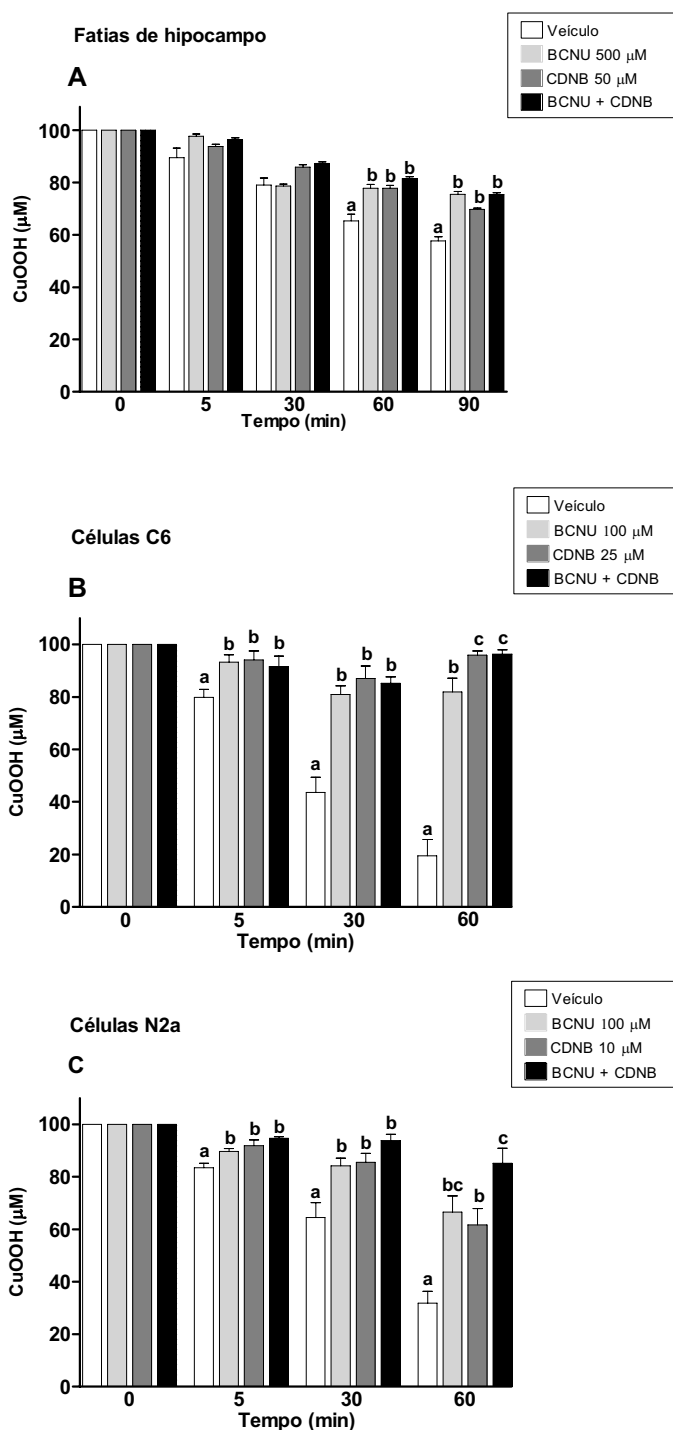 Fatias de hipocampo
Veículo
BCNU 500 μM
CDNB 50 μM
BCNU + CDNB
A
100
80
60
40
20
0
CuOOH (μM)
b b b
a
b b b
a
0 5 30 60 90
Tempo (min)
Veículo
BCNU 100 μM
CDNB 25 μM
BCNU + CDNB
Células C6
B
100
80
60
40
20
0
CuOOH (μM)
a b b b
a b b b
a b c c
0 5 30 60
Tempo (min)
Veículo
BCNU 100 μM
CDNB 10 μM
BCNU + CDNB
Células N2a
C
100
80
60
40
20
0
CuOOH (μM)
a b b b
a b b b
a bc b c
0 5 30 60
Tempo (min)